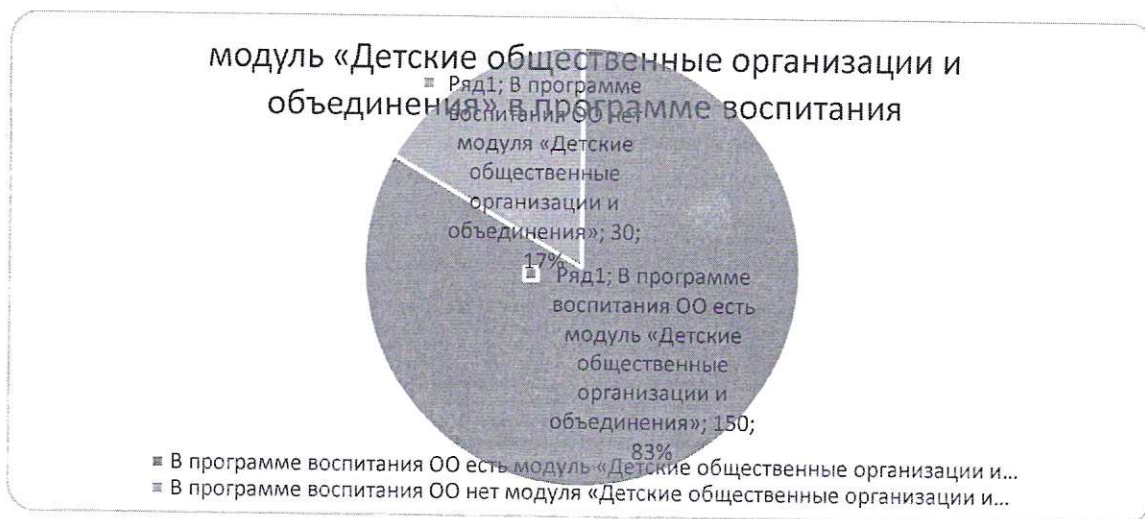 модуль «Детские общественные организации и
объединения» в программе воспитания
Ряд1; В программе
воспитания ОО нет
модуля «Детские
общественные
организации и
объединения»; 30;
17%
Ряд1; В программе
воспитания ОО есть
модуль «Детские
общественные
организации и
объединения»; 150;
83%
В программе воспитания ОО есть модуль «Детские общественные организации и...
В программе воспитания ОО нет модуля «Детские общественные организации и...